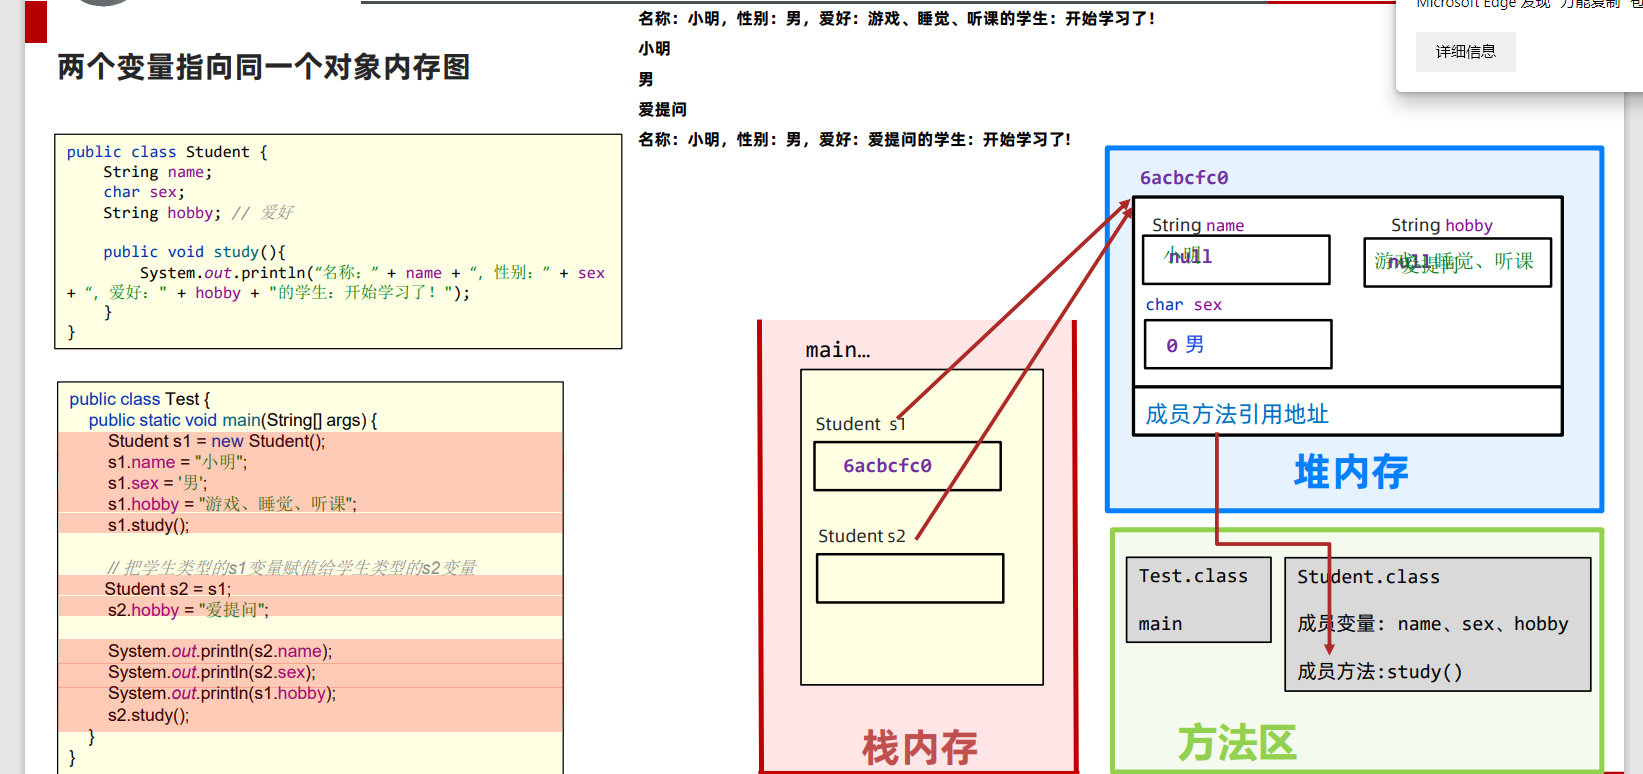 名称：小明，性别：男，爱好：游戏、睡觉、听课的学生：开始学习了！
小明
男
爱提问
名称：小明，性别：男，爱好：爱提问的学生：开始学习了!
详细信息
两个变量指向同一个对象内存图
public class Student {
String name;
char sex;
String hobby; // 爱好
public void study(){
System.out.println(“名称：” + name + “, 性别：” + sex
+ “, 爱好：" + hobby + "的学生：开始学习了！");
}
}
public class Test {
public static void main(String[] args) {
Student s1 = new Student();
s1.name = "小明";
s1.sex = '男';
s1.hobby = "游戏、睡觉、听课";
s1.study();
// 把学生类型的s1变量赋值给学生类型的s2变量
Student s2 = s1;
s2.hobby = "爱提问";
System.out.println(s2.name);
System.out.println(s2.sex);
System.out.println(s1.hobby);
s2.study();
}
}
main…
Student s1
6acbcfc0
Student s2
栈内存
6acbcfc0
String name
小明
null
String hobby
游戏、睡觉、听课
null
爱提问
char sex
0 男
成员方法引用地址
堆内存
Test.class
main
Student.class
成员变量: name、sex、hobby
成员方法:study()
方法区